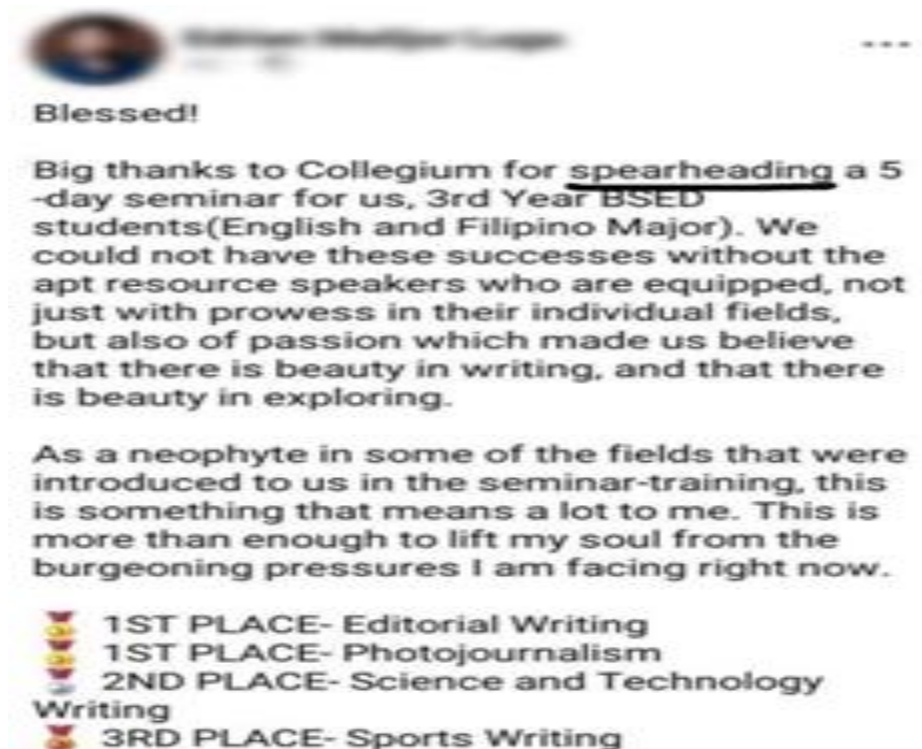 Blessed!
Big thanks to Collegium for spearheading a 5
-day seminar for us, 3rd Year BSED
students(English and Filipino Major). We
could not have these successes without the
apt resource speakers who are equipped, not
just with prowess in their individual fields,
but also of passion which made us believe
that there is beauty in writing, and that there
is beauty in exploring.
As a neophyte in some of the fields that were
introduced to us in the seminar-training, this
is something that means a lot to me. This is
more than enough to lift my soul from the
burgeoning pressures I am facing right now.
1ST PLACE- Editorial Writing
1ST PLACE- Photojournalism
2ND PLACE- Science and Technology
Writing
3RD PLACE- Sports Writing